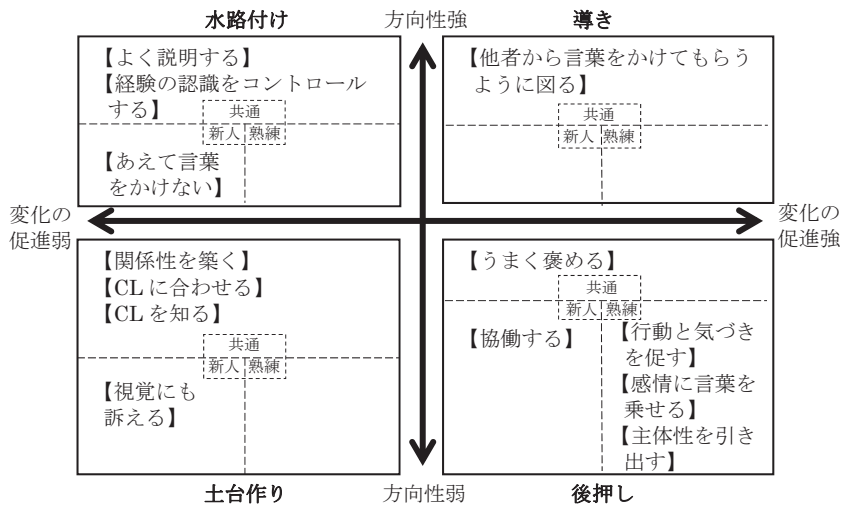 水路付け
方向性強
導き
【よく説明する】
【経験の認識をコントロール
する】
共通
新人
熟練
【あえて言葉
をかけない】
【他者から言葉をかけてもらう
ように図る】
共通
新人
熟練
変化の
促進弱
変化の
促進強
【関係性を築く】
【CLに合わせる】
【CLを知る】
共通
新人
熟練
【視覚にも
訴える】
【うまく褒める】
共通
新人
熟練
【協働する】
【行動と気づき
を促す】
【感情に言葉を
乗せる】
【主体性を引き
出す】
土台作り
方向性弱
後押し